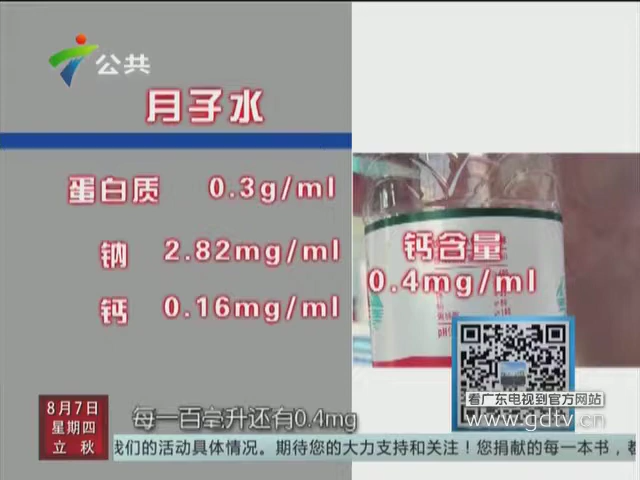 公共
月子水
蛋白质 0.3g/ml
钠 2.82mg/ml
钙 0.16mg/ml
钙含量
0.4mg/ml
看广东电视到官方网站
www.gdtv.cn
8月7日
星期四
立秋
每一百毫升还有0.4mg
我们的活动具体情况。期待您的大力支持和关注！您捐献的每一本书，都